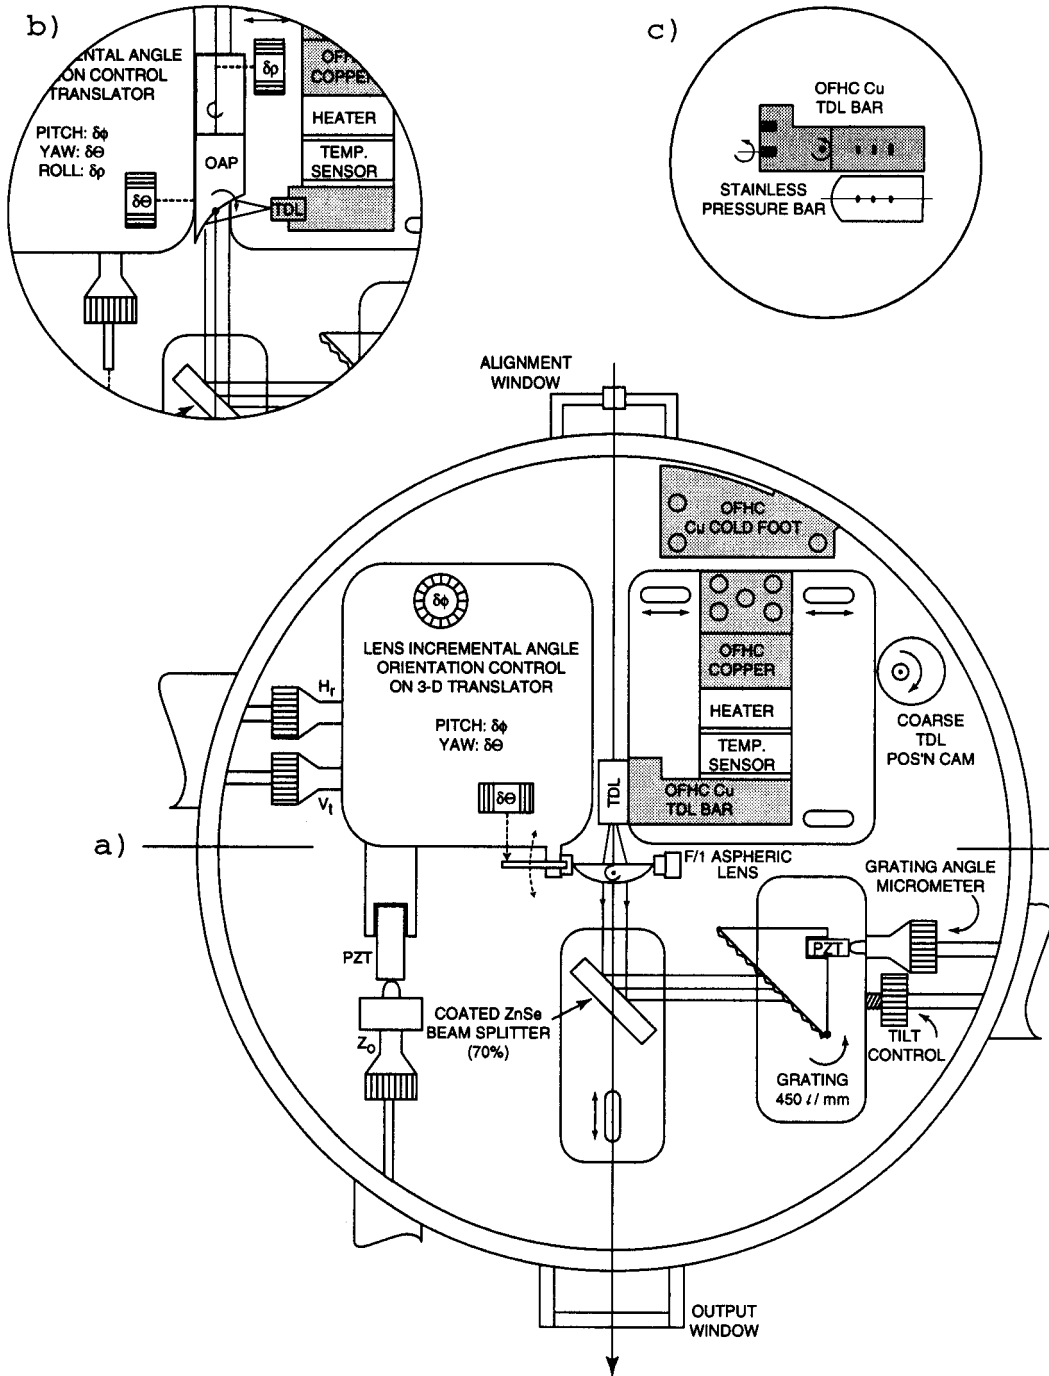 b)
ENTAL ANGLE
ION CONTROL
TRANSLATOR
PITCH: δϕ
YAW: δΘ
ROLL: δρ
δρ
δΘ
OAP
TDL
COPPER
HEATER
TEMP.
SENSOR
c)
OFHC Cu
TDL BAR
STAINLESS
PRESSURE BAR
ALIGNMENT
WINDOW
OFHC
Cu COLD FOOT
δϕ
LENS INCREMENTAL ANGLE
ORIENTATION CONTROL
ON 3-D TRANSLATOR
PITCH: δϕ
YAW: δΘ
δΘ
Hr
Vt
OFHC
COPPER
HEATER
TEMP.
SENSOR
OFHC Cu
TDL BAR
TDL
COARSE
TDL
POS'N CAM
a)
F/1 ASPHERIC
LENS
GRATING ANGLE
MICROMETER
PZT
PZT
Zo
COATED ZnSe
BEAM SPLITTER
(70%)
TILT
CONTROL
GRATING
450 ℓ / mm
OUTPUT
WINDOW